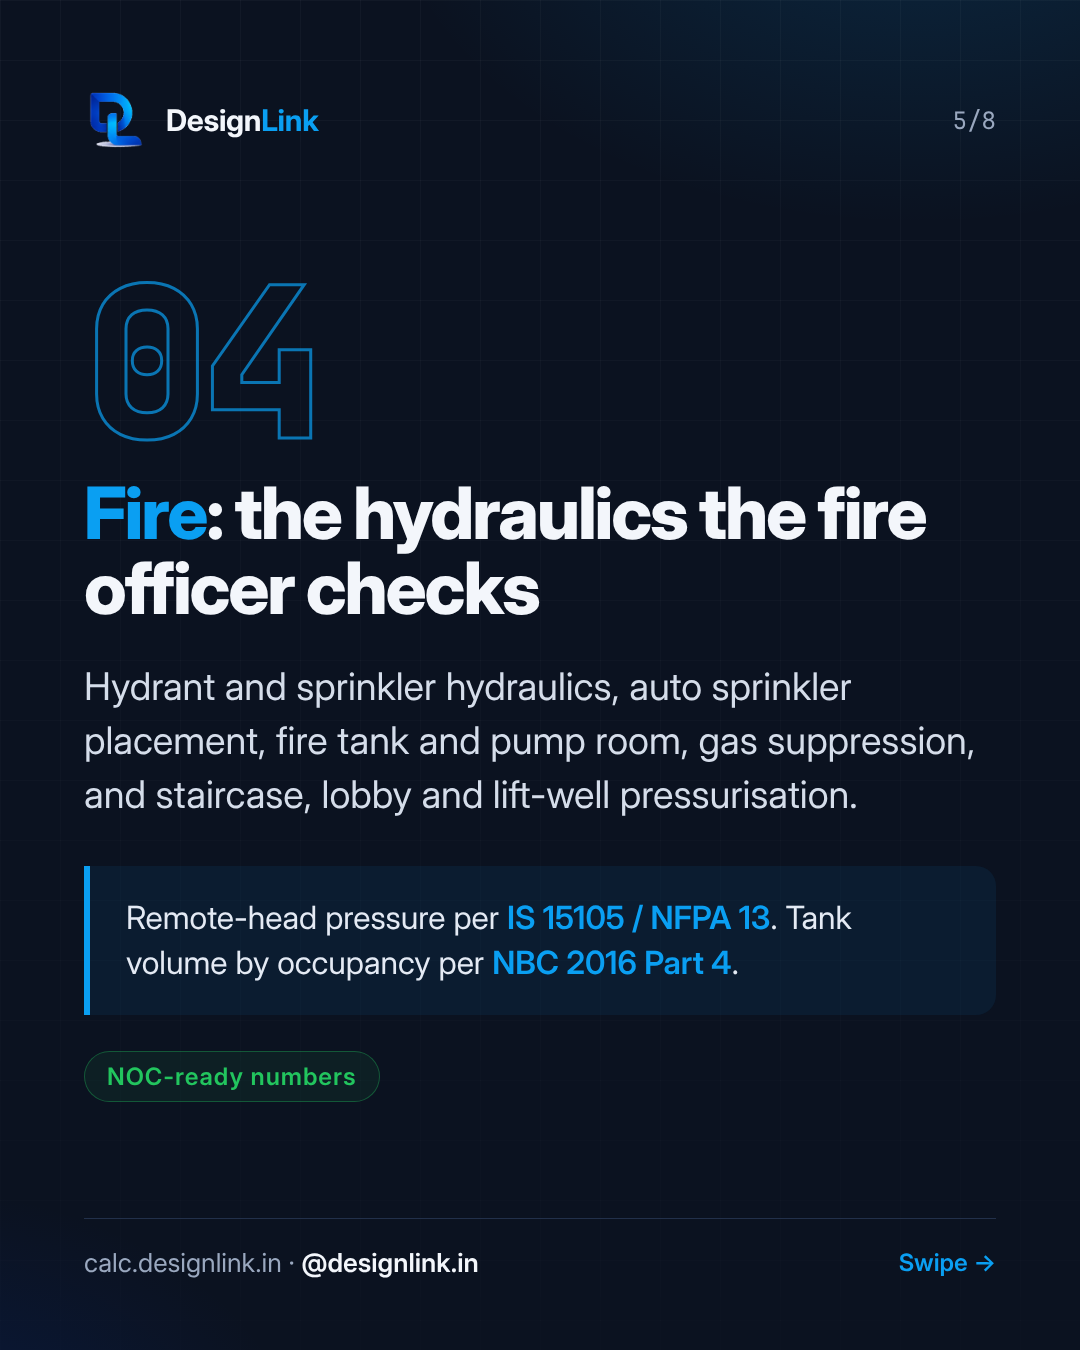 DesignLink
5/8
04
Fire: the hydraulics the fire
officer checks
Hydrant and sprinkler hydraulics, auto sprinkler
placement, fire tank and pump room, gas suppression,
and staircase, lobby and lift-well pressurisation.
Remote-head pressure per IS 15105 / NFPA 13. Tank
volume by occupancy per NBC 2016 Part 4.
NOC-ready numbers
calc.designlink.in · @designlink.in
Swipe →